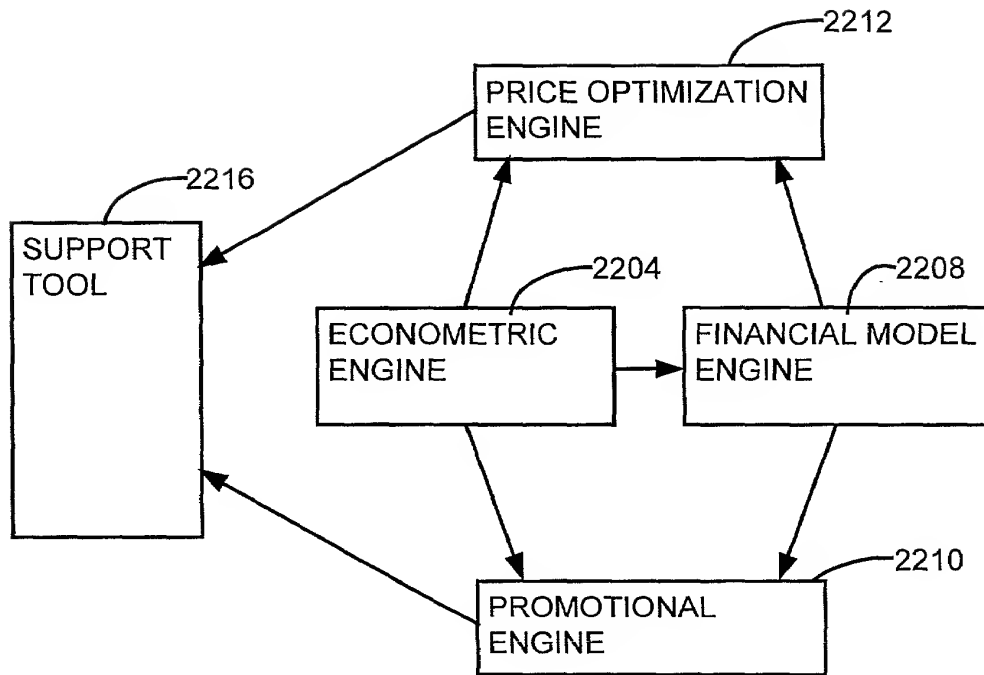 2212
PRICE OPTIMIZATION
ENGINE
2216
SUPPORT
TOOL
2204
ECONOMETRIC
ENGINE
2208
FINANCIAL MODEL
ENGINE
2210
PROMOTIONAL
ENGINE